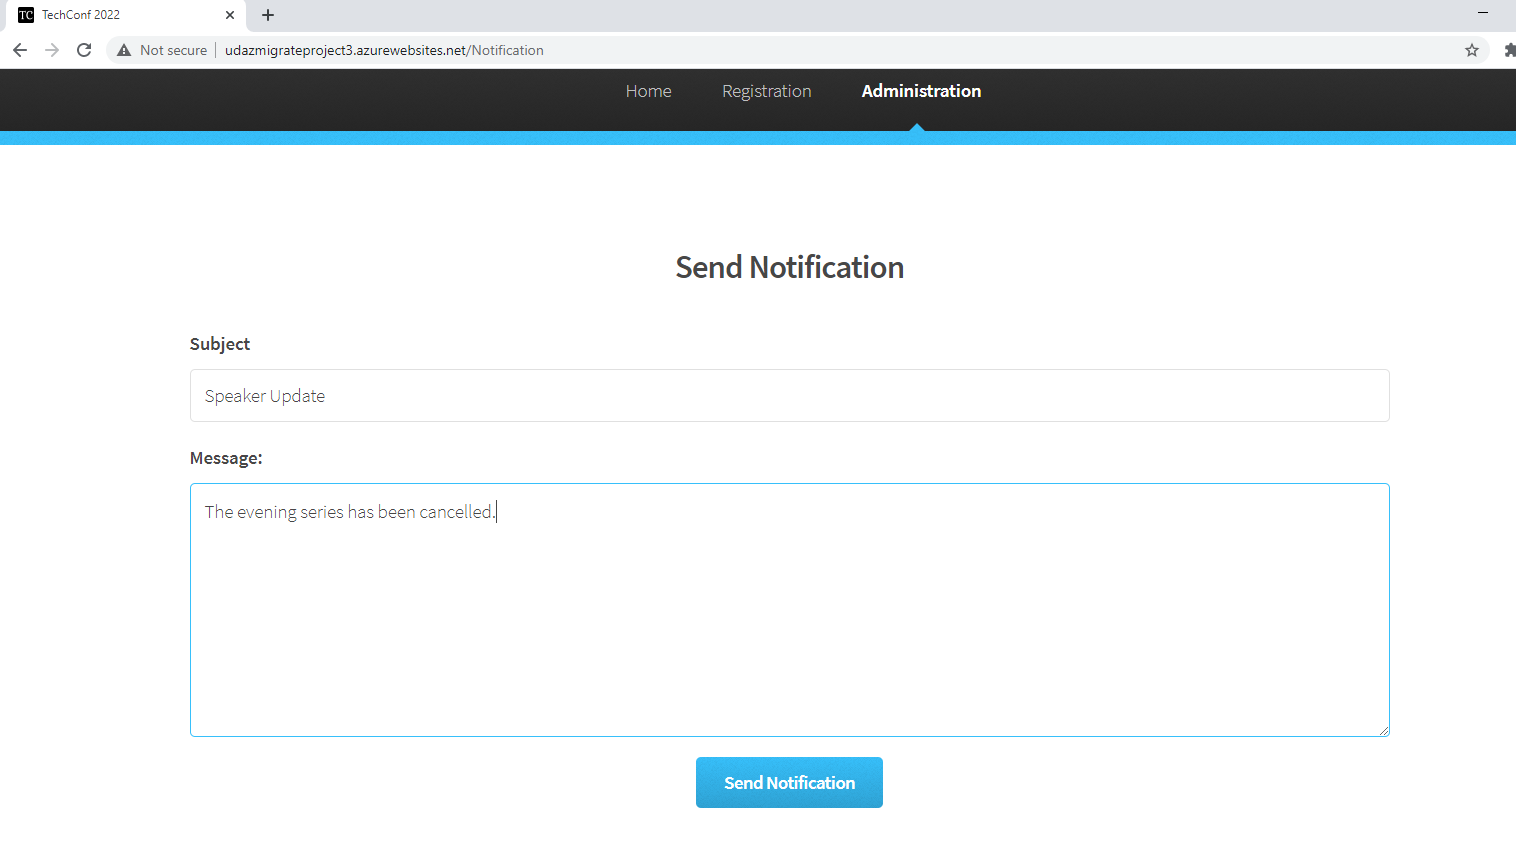 TC TechConf 2022
Not secure udazmigrateproject3.azurewebsites.net/Notification
Home Registration Administration
Send Notification
Subject
Speaker Update
Message:
The evening series has been cancelled.
Send Notification